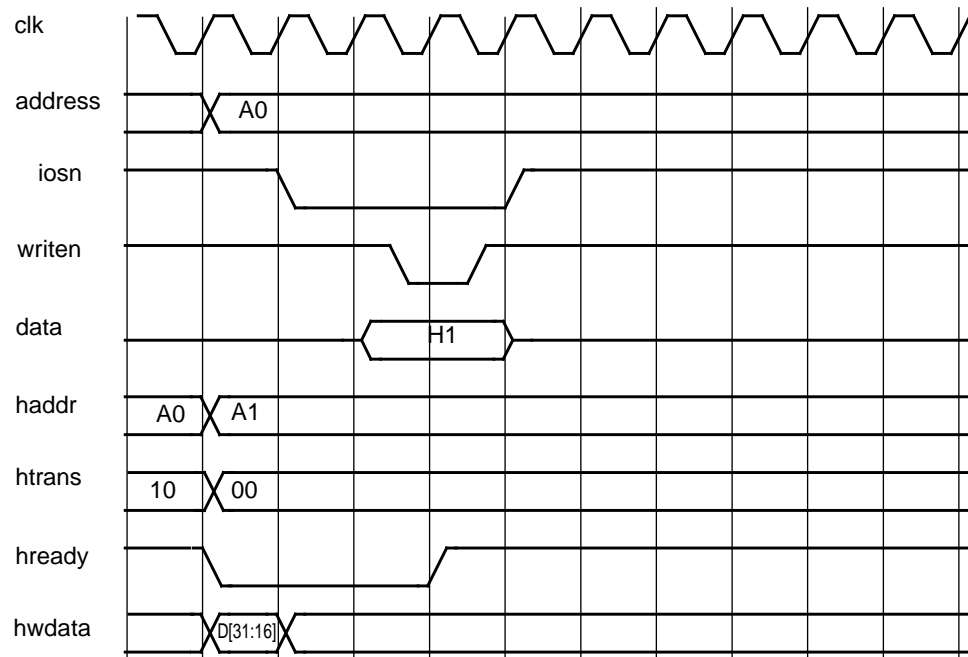 clk
address A0
iosn
writen
data H1
haddr A0 A1
htrans 10 00
hready
hwdata D[31:16]